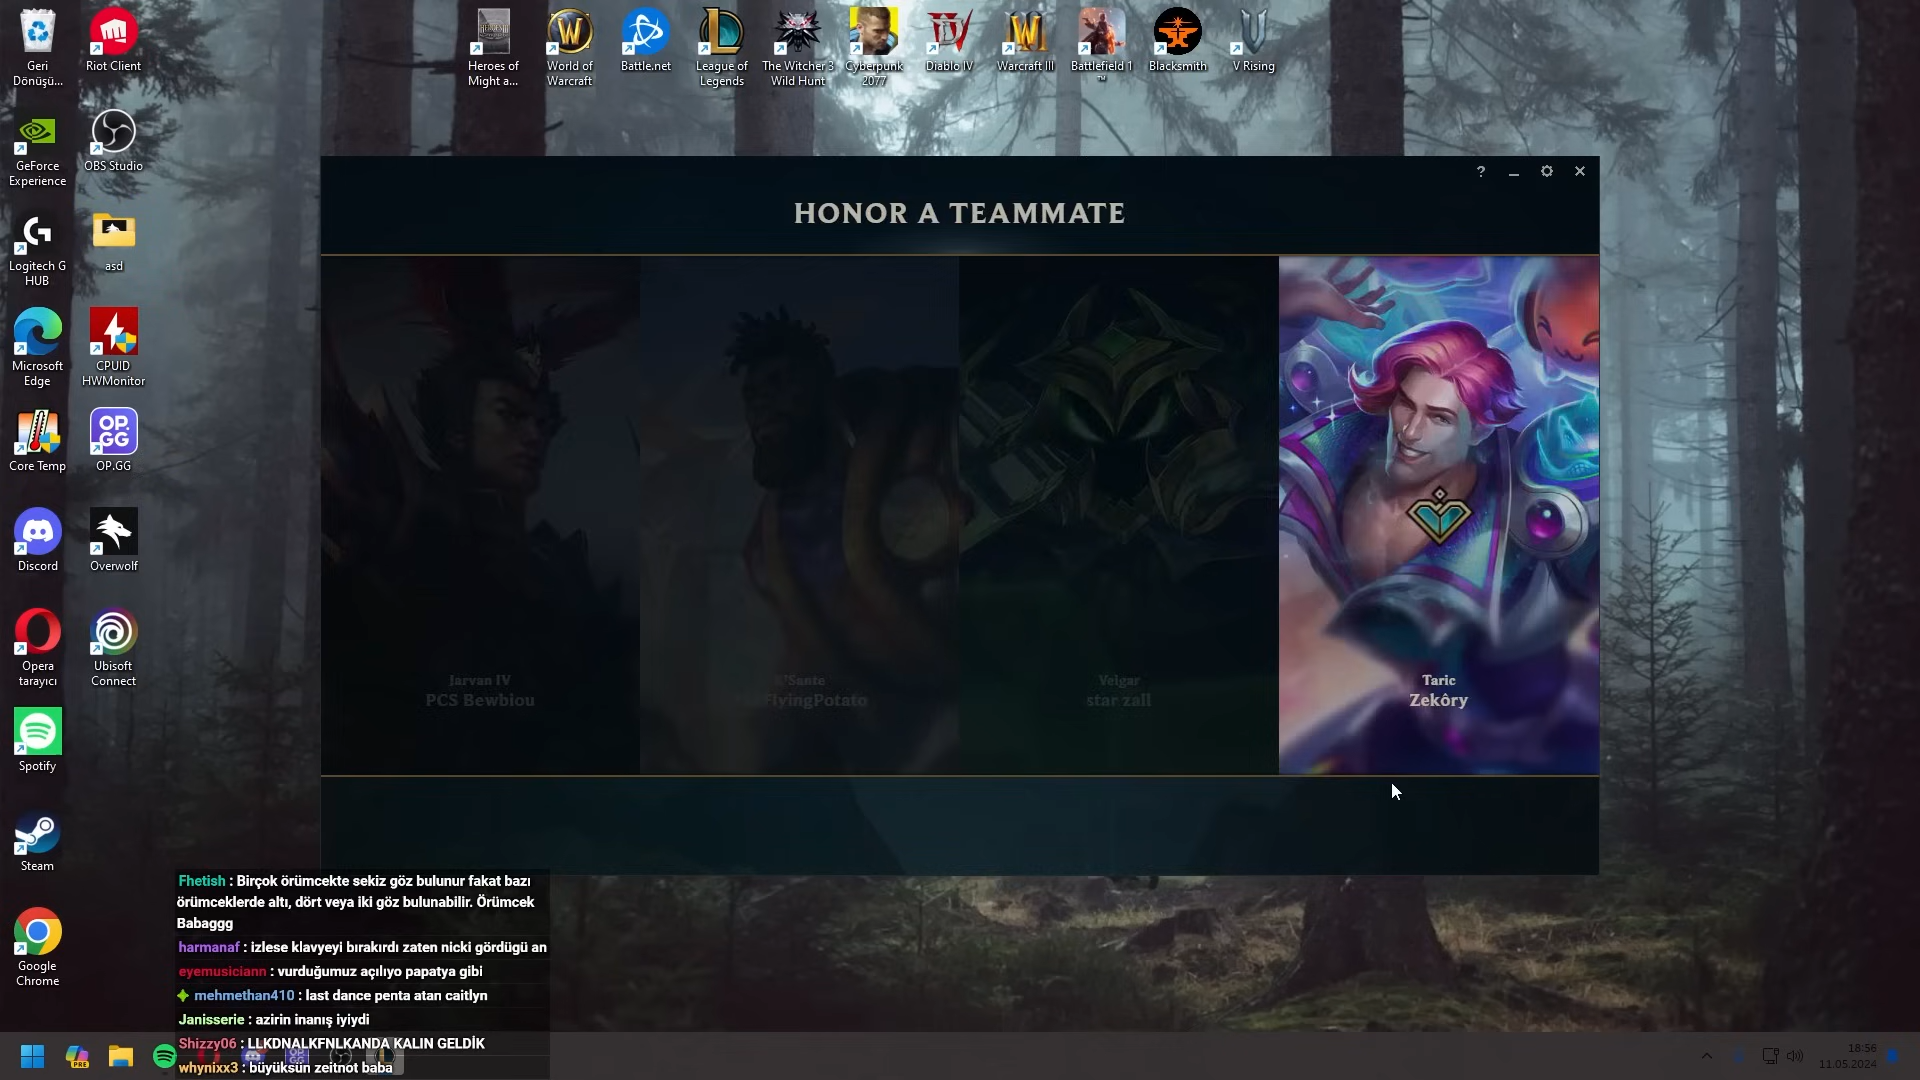 Geri
Dönüşü...
Riot Client
Heroes of
Might a...
World of
Warcraft
Battle.net
League of
Legends
The Witcher 3
Wild Hunt
Cyberpunk
2077
Diablo IV
Warcraft III
Battlefield 1
™
Blacksmith
V Rising
GeForce
Experience
OBS Studio
Logitech G
HUB
asd
Microsoft
Edge
CPUID
HWMonitor
Core Temp
OP.
GG
OP.GG
Discord
Overwolf
Opera
tarayıcı
Ubisoft
Connect
Spotify
Steam
Google
Chrome
?
HONOR A TEAMMATE
Jarvan IV
PCS Bewbiou
K'Sante
FlyingPotato
Veigar
star zall
Taric
Zekôry
Fhetish : Birçok örümcekte sekiz göz bulunur fakat bazı
örümceklerde altı, dört veya iki göz bulunabilir. Örümcek
Babaggg
harmanaf : izlese klavyeyi bırakırdı zaten nicki gördügü an
eyemusiciann : vurduğumuz açılıyo papatya gibi
mehmethan410 : last dance penta atan caitlyn
Janisserie : azirin inanış iyiydi
Shizzy06 : LLKDNALKFNLKANDA KALIN GELDİK
whynixx3 : büyüksün zeitnot baba
PRE
18:56
11.05.2024